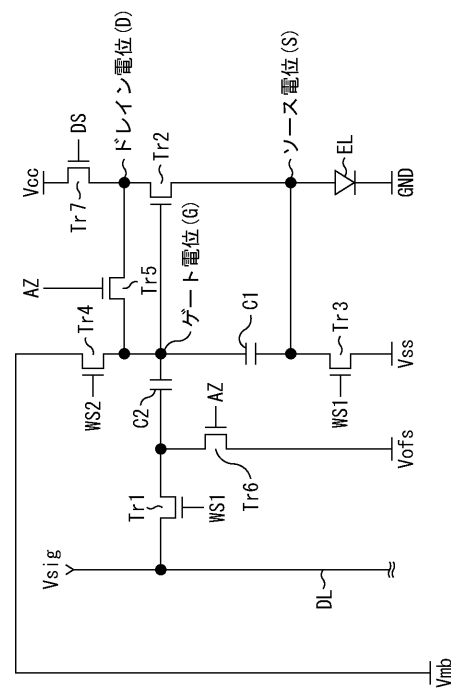 Vcc
DS
Tr7
ドレイン電位(D)
AZ
Tr5
Tr2
Tr4
WS2
ゲート電位(G)
ソース電位(S)
EL
GND
C2
C1
AZ
Tr3
WS1
Vss
Tr6
Vofs
Tr1
WS1
Vsig
DL
Vmb